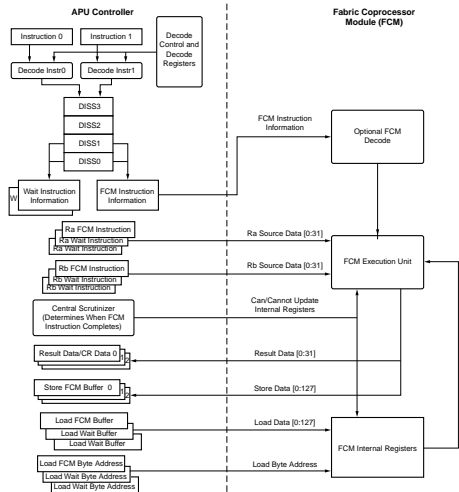 APU Controller
Fabric Coprocessor
Module (FCM)
Instruction 0
Instruction 1
Decode
Control and
Decode
Registers
Decode Instr0
Decode Instr1
DISS3
DISS2
DISS1
DISS0
FCM Instruction
Information
Optional FCM
Decode
W
Wait Instruction
Information
FCM Instruction
Information
Ra FCM Instruction
Ra Wait Instruction
Ra Wait Instruction
Ra Source Data [0:31]
Rb FCM Instruction
Rb Wait Instruction
Rb Wait Instruction
Rb Source Data [0:31]
FCM Execution Unit
Central Scrutinizer
(Determines When FCM
Instruction Completes)
Can/Cannot Update
Internal Registers
Result Data/CR Data 0
1
2
Result Data [0:31]
Store FCM Buffer 0
1
2
Store Data [0:127]
Load FCM Buffer
Load Wait Buffer
Load Wait Buffer
Load Data [0:127]
FCM Internal Registers
Load FCM Byte Address
Load Wait Byte Address
Load Wait Byte Address
Load Byte Address